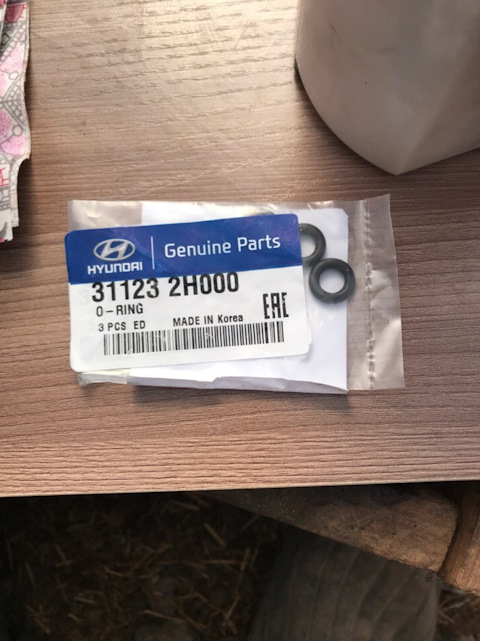 HYUNDAI
Genuine Parts
31123 2H000
O-RING
3 PCS ED MADE IN Korea
EAC